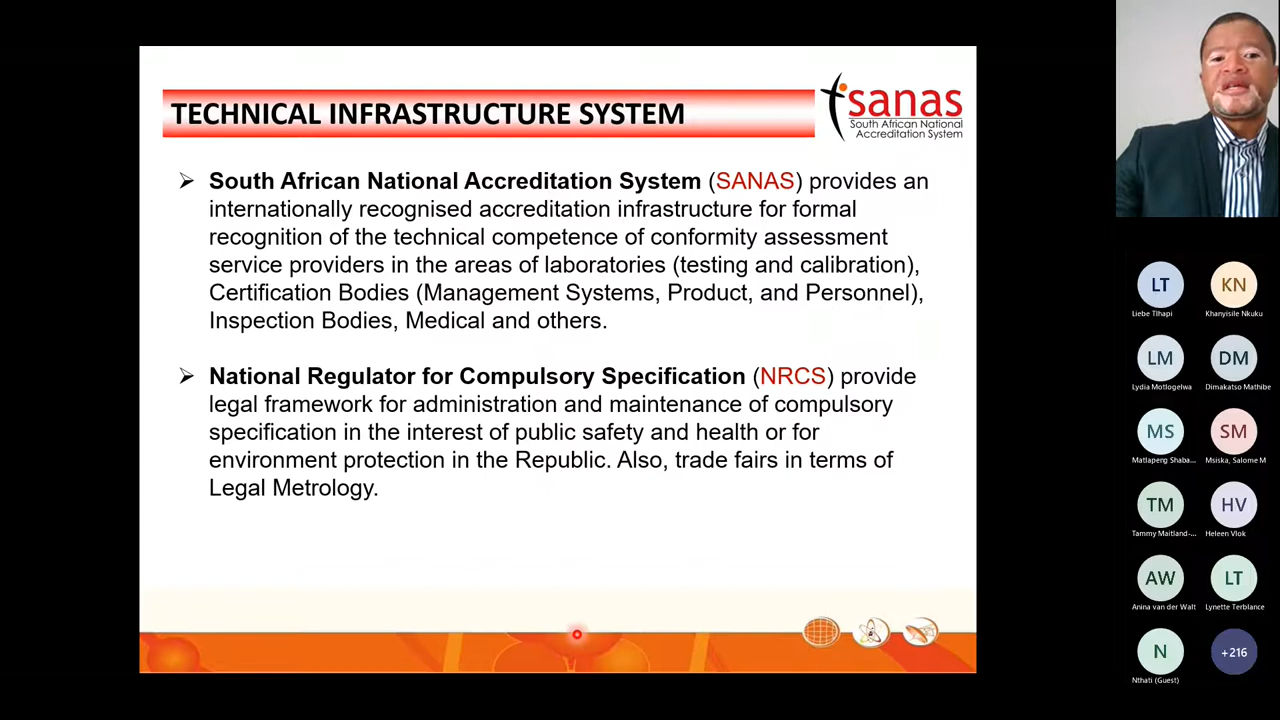 TECHNICAL INFRASTRUCTURE SYSTEM
sanas
South African National
Accreditation System
South African National Accreditation System (SANAS) provides an
internationally recognised accreditation infrastructure for formal
recognition of the technical competence of conformity assessment
service providers in the areas of laboratories (testing and calibration),
Certification Bodies (Management Systems, Product, and Personnel),
Inspection Bodies, Medical and others.
National Regulator for Compulsory Specification (NRCS) provide
legal framework for administration and maintenance of compulsory
specification in the interest of public safety and health or for
environment protection in the Republic. Also, trade fairs in terms of
Legal Metrology.
LT KN
Liebe Tlhapi Khanyisile Nkuku
LM DM
Lydia Motlogelwa Dimakatso Mathibe
MS SM
Matlapeng Shaba... Msiska, Salome M
TM HV
Tammy Maitland-... Heleen Vlok
AW LT
Anina van der Walt Lynette Terblance
N +216
Nthati (Guest)